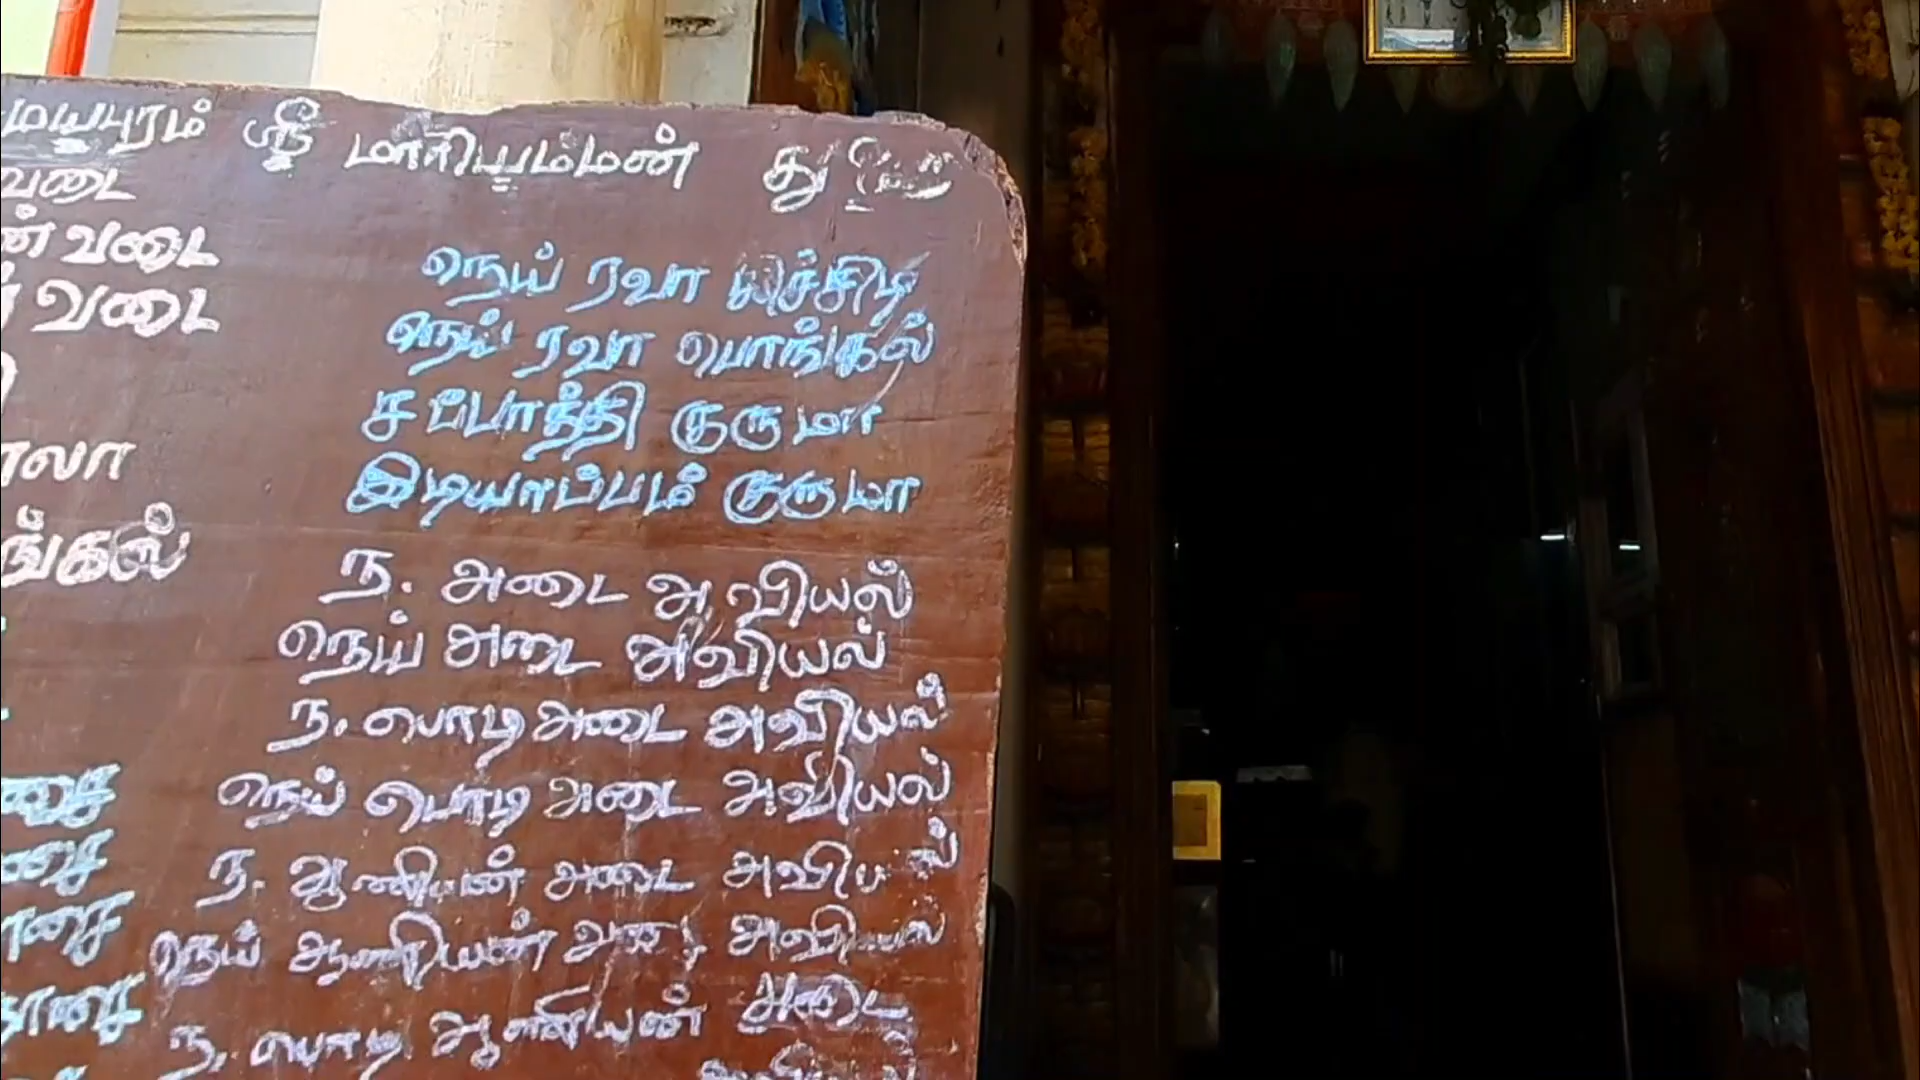 மயபுரம் ஸ்ரீ மாரியம்மன் து
வடை
ன் வடை
வடை
நெய் ரவா கிச்சிடி
நெய் ரவா பொங்கல்
சப்பாத்தி குருமா
இடியாப்பம் குருமா
லா
ங்கல்
ந. அடை அவியல்
நெய் அடை அவியல்
ந. பொடி அடை அவியல்
நெய் பொடி அடை அவியல்
ந. ஆனியன் அடை அவியல்
நெய் ஆனியன் அடை அவியல்
ந. பொடி ஆனியன் அடை
அவியல்
சை
சை
சை